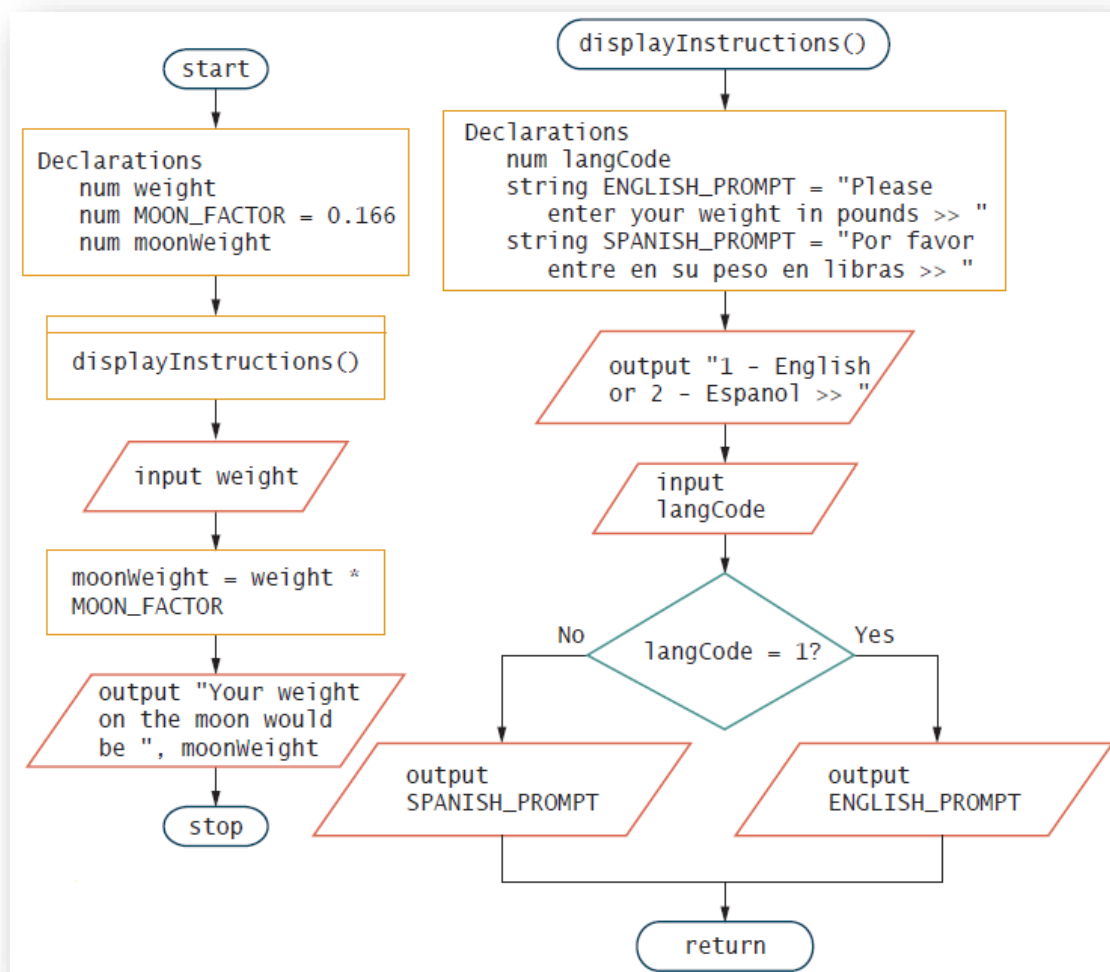 start
Declarations
num weight
num MOON_FACTOR = 0.166
num moonWeight
displayInstructions()
input weight
moonWeight = weight *
MOON_FACTOR
output "Your weight
on the moon would
be ", moonWeight
stop
displayInstructions()
Declarations
num langCode
string ENGLISH_PROMPT = "Please
enter your weight in pounds >> "
string SPANISH_PROMPT = "Por favor
entre en su peso en libras >> "
output "1 - English
or 2 - Espanol >> "
input
langCode
langCode = 1?
No
Yes
output
SPANISH_PROMPT
output
ENGLISH_PROMPT
return